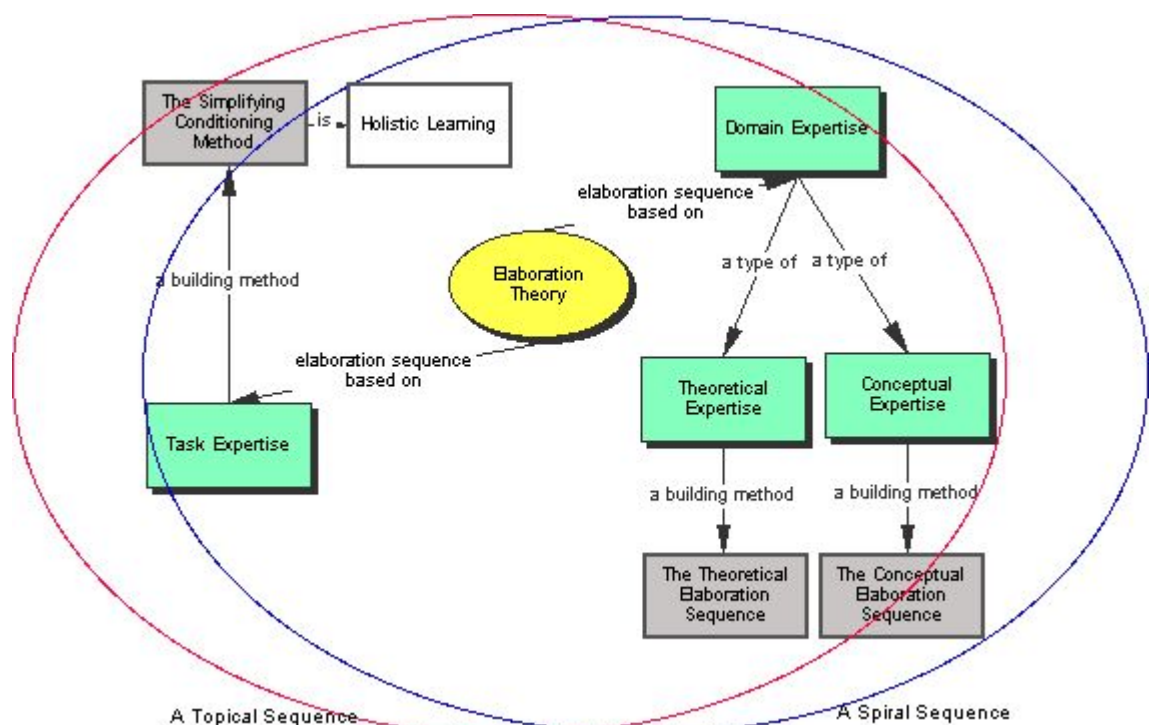 The Simplifying
Conditioning
Method
is
Holistic Learning
Domain Expertise
elaboration sequence
based on
Elaboration
Theory
a type of
a type of
a building method
elaboration sequence
based on
Task Expertise
Theoretical
Expertise
Conceptual
Expertise
a building method
a building method
The Theoretical
Elaboration
Sequence
The Conceptual
Elaboration
Sequence
A Topical Sequence
A Spiral Sequence